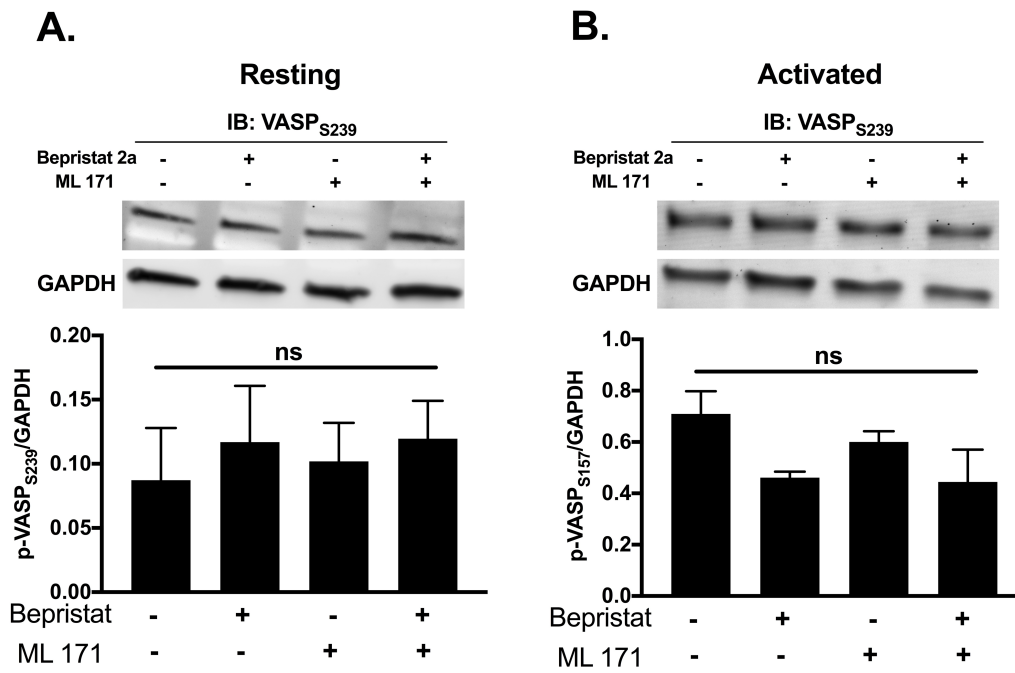 A.
Resting
IB: VASPS239
Bepristat 2a - + - +
ML 171 - - + +
GAPDH
p-VASPS239/GAPDH
0.20
0.15
0.10
0.05
0.00
ns
Bepristat - + - +
ML 171 - - + +
B.
Activated
IB: VASPS239
Bepristat 2a - + - +
ML 171 - - + +
GAPDH
p-VASPS157/GAPDH
1.0
0.8
0.6
0.4
0.2
0.0
ns
Bepristat - + - +
ML 171 - - + +